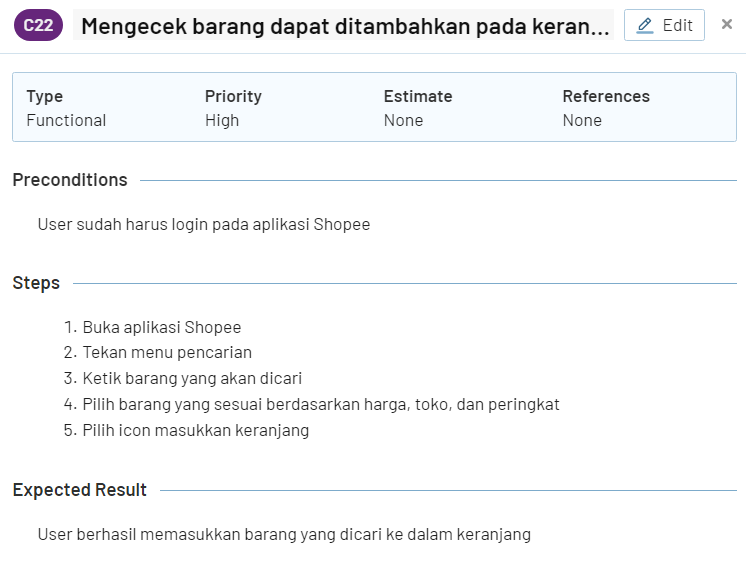 C22 Mengecek barang dapat ditambahkan pada keran... Edit ×
Type Priority Estimate References
Functional High None None
Preconditions
User sudah harus login pada aplikasi Shopee
Steps
1. Buka aplikasi Shopee
2. Tekan menu pencarian
3. Ketik barang yang akan dicari
4. Pilih barang yang sesuai berdasarkan harga, toko, dan peringkat
5. Pilih icon masukkan keranjang
Expected Result
User berhasil memasukkan barang yang dicari ke dalam keranjang